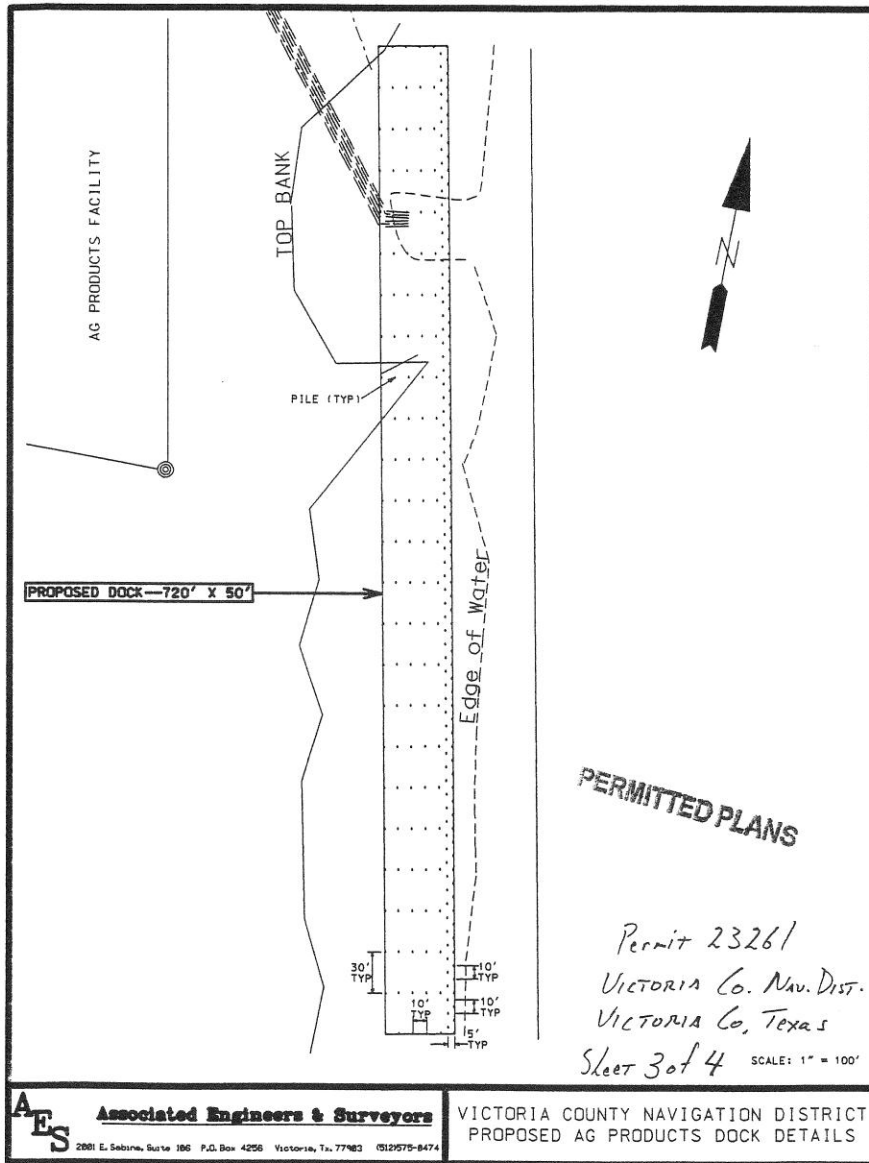 AG PRODUCTS FACILITY
TOP BANK
N
PILE (TYP)
PROPOSED DOCK—720' X 50'
Edge of Water
PERMITTED PLANS
30'
TYP
10'
TYP
10'
TYP
10'
TYP
5'
TYP
Permit 23261
VICTORIA Co. NAV. DIST.
VICTORIA Co, Texas
Sheet 3 of 4
SCALE: 1" = 100'
AES
Associated Engineers & Surveyors
2001 E. Sabine, Suite 106 P.O. Box 4256 Victoria, Tx. 77903 (512)575-8474
VICTORIA COUNTY NAVIGATION DISTRICT
PROPOSED AG PRODUCTS DOCK DETAILS